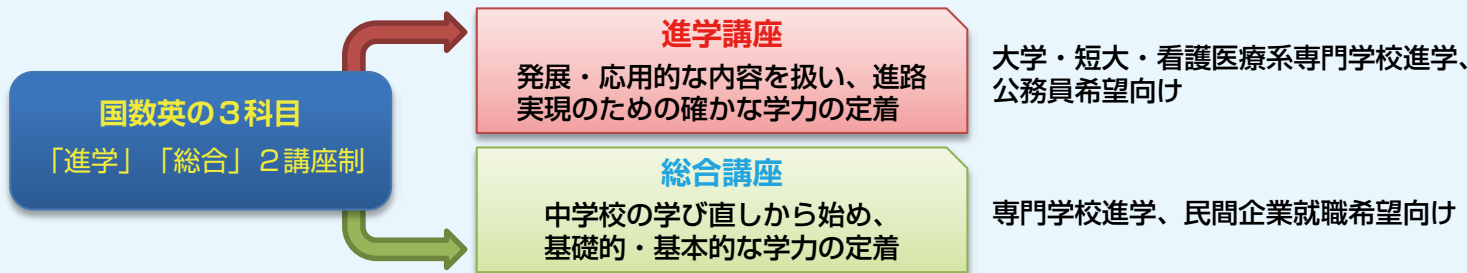 国数英の３科目
「進学」「総合」２講座制
進学講座
発展・応用的な内容を扱い、進路
実現のための確かな学力の定着
大学・短大・看護医療系専門学校進学、
公務員希望向け
総合講座
中学校の学び直しから始め、
基礎的・基本的な学力の定着
専門学校進学、民間企業就職希望向け